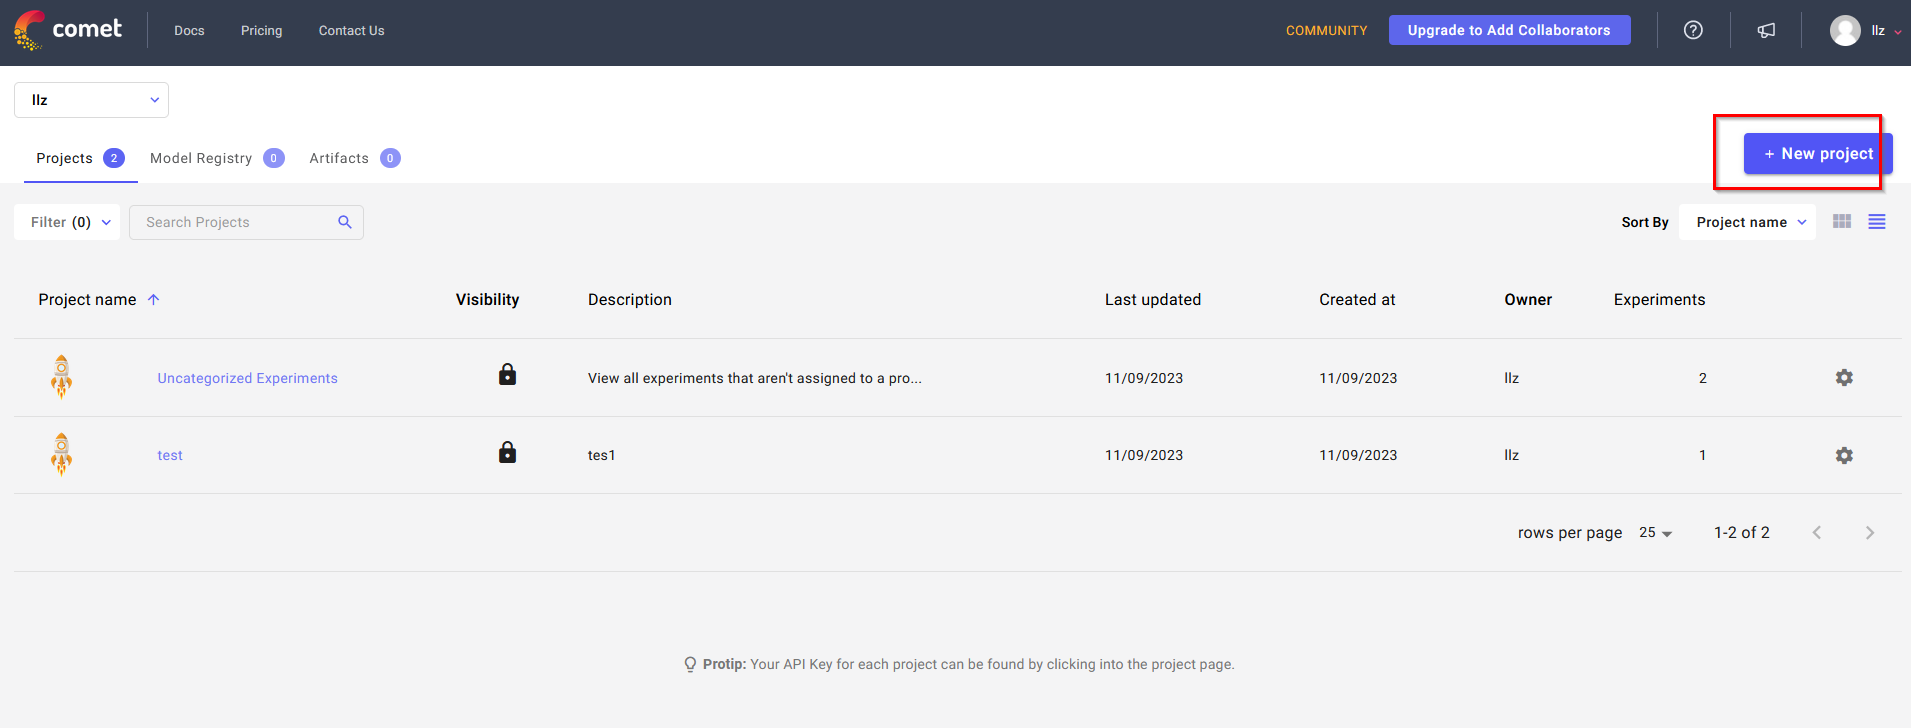 comet Docs Pricing Contact Us COMMUNITY Upgrade to Add Collaborators llz
llz
Projects 2 Model Registry 0 Artifacts 0 + New project
Filter (0) Search Projects Sort By Project name
Project name Visibility Description Last updated Created at Owner Experiments
Uncategorized Experiments View all experiments that aren't assigned to a pro... 11/09/2023 11/09/2023 llz 2
test tes1 11/09/2023 11/09/2023 llz 1
rows per page 25 1-2 of 2
Protip: Your API Key for each project can be found by clicking into the project page.